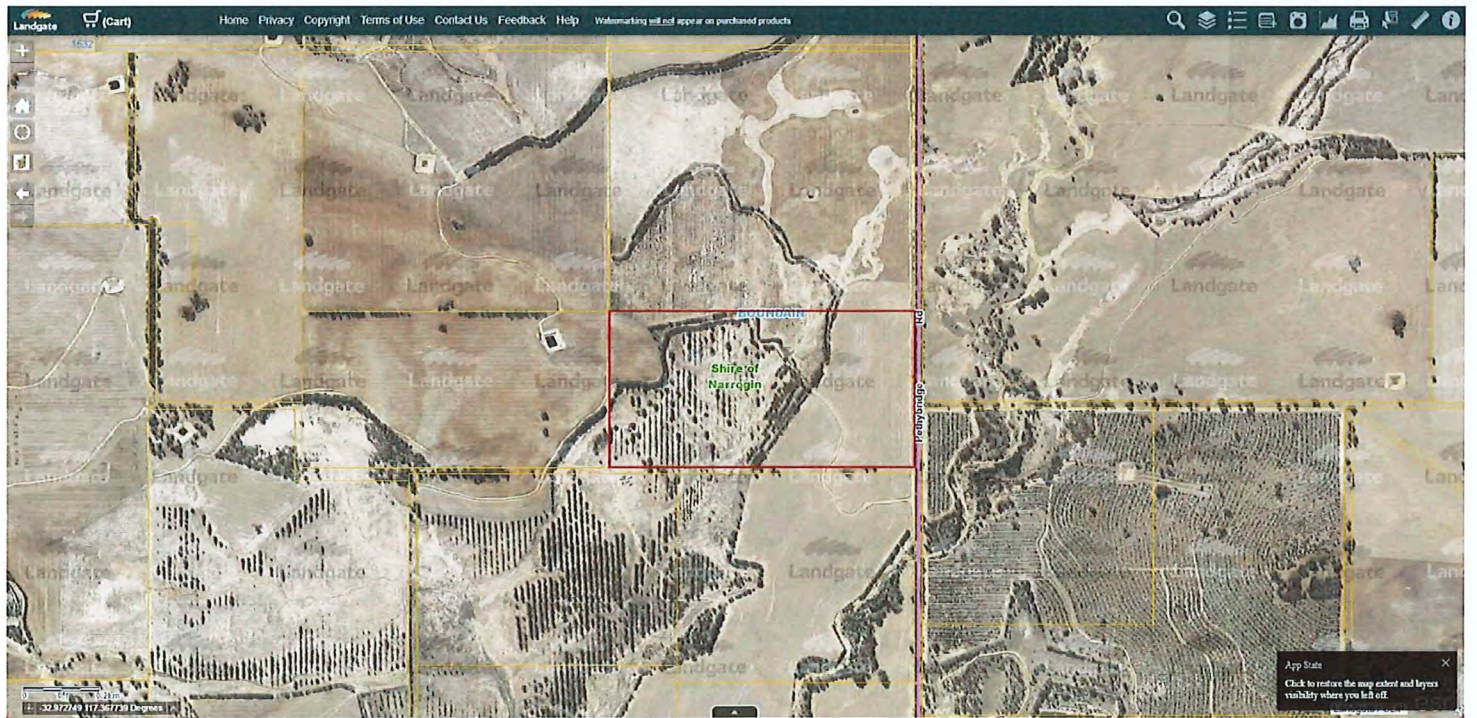 Landgate
(Cart)
Home Privacy Copyright Terms of Use Contact Us Feedback Help Watermarking will not appear on purchased products
1632
BOUNDAIN
Shire of
Narrogin
Pethybridge Rd
-32.972749 117.367739 Degrees
App State
Click to restore the map extent and layers
visibility where you left off.